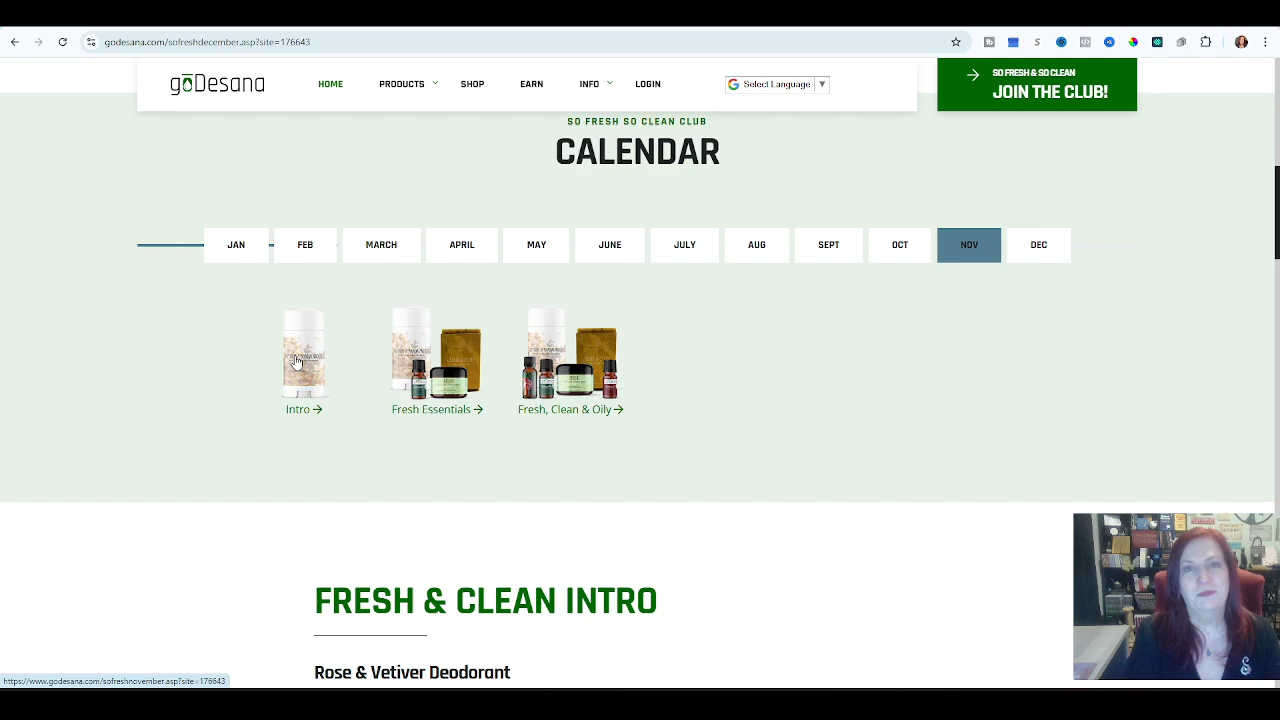 godesana.com/sofreshdecember.asp?site=176643
gōDesana
HOME
PRODUCTS
SHOP
EARN
INFO
LOGIN
Select Language
SO FRESH & SO CLEAN
JOIN THE CLUB!
SO FRESH SO CLEAN CLUB
CALENDAR
JAN
FEB
MARCH
APRIL
MAY
JUNE
JULY
AUG
SEPT
OCT
NOV
DEC
Intro
Fresh Essentials
Fresh, Clean & Oily
FRESH & CLEAN INTRO
Rose & Vetiver Deodorant
https://www.godesana.com/sofreshnovember.asp?site=176643